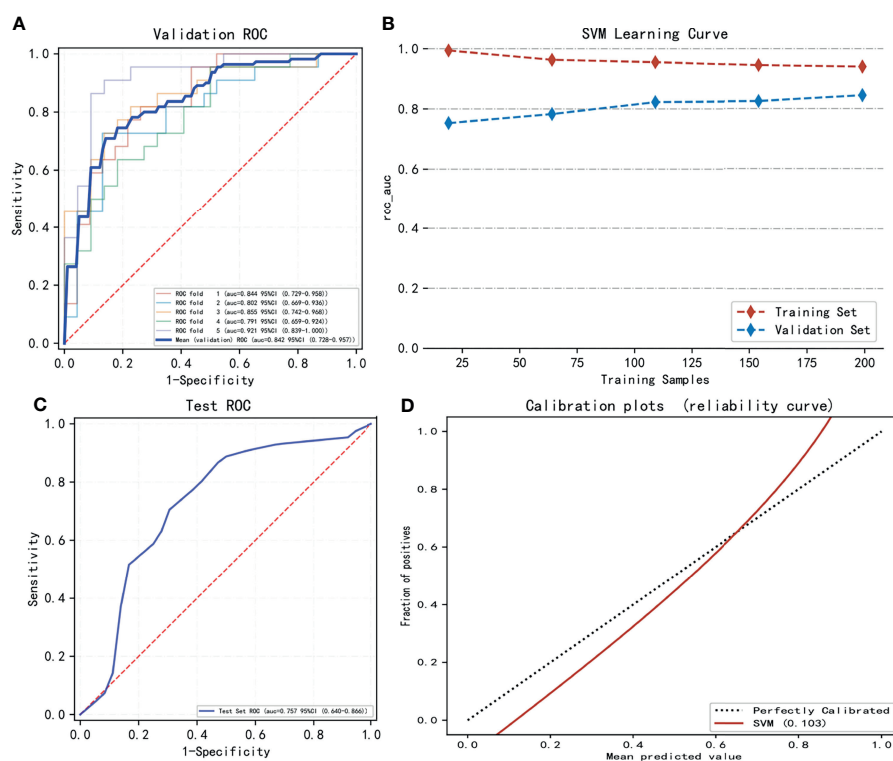 A
Validation ROC
1.0
0.8
0.6
0.4
0.2
0.0
Sensitivity
ROC fold 1 (auc=0.844 95%CI (0.729-0.958))
ROC fold 2 (auc=0.802 95%CI (0.669-0.936))
ROC fold 3 (auc=0.855 95%CI (0.742-0.968))
ROC fold 4 (auc=0.791 95%CI (0.659-0.924))
ROC fold 5 (auc=0.921 95%CI (0.839-1.000))
Mean (validation) ROC (auc=0.842 95%CI (0.728-0.957))
0.0 0.2 0.4 0.6 0.8 1.0
1-Specificity
B
SVM Learning Curve
1.0
0.8
0.6
0.4
0.2
0.0
roc_auc
Training Set
Validation Set
25 50 75 100 125 150 175 200
Training Samples
C
Test ROC
1.0
0.8
0.6
0.4
0.2
0.0
Sensitivity
Test Set ROC (auc=0.757 95%CI (0.640-0.866))
0.0 0.2 0.4 0.6 0.8 1.0
1-Specificity
D
Calibration plots (reliability curve)
1.0
0.8
0.6
0.4
0.2
0.0
Fraction of positives
Perfectly Calibrated
SVM (0.103)
0.0 0.2 0.4 0.6 0.8 1.0
Mean predicted value